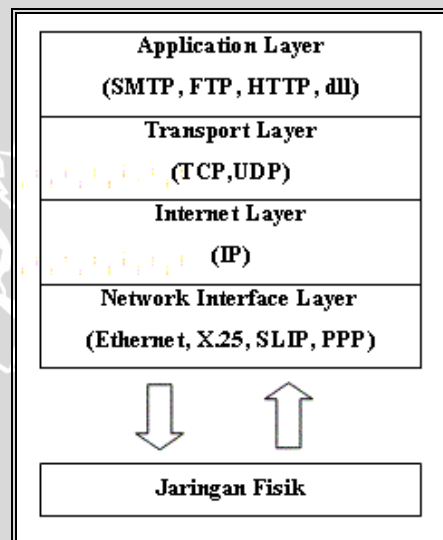 Application Layer
(SMTP, FTP, HTTP, dll)
Transport Layer
(TCP,UDP)
Internet Layer
(IP)
Network Interface Layer
(Ethernet, X.25, SLIP, PPP)
Jaringan Fisik